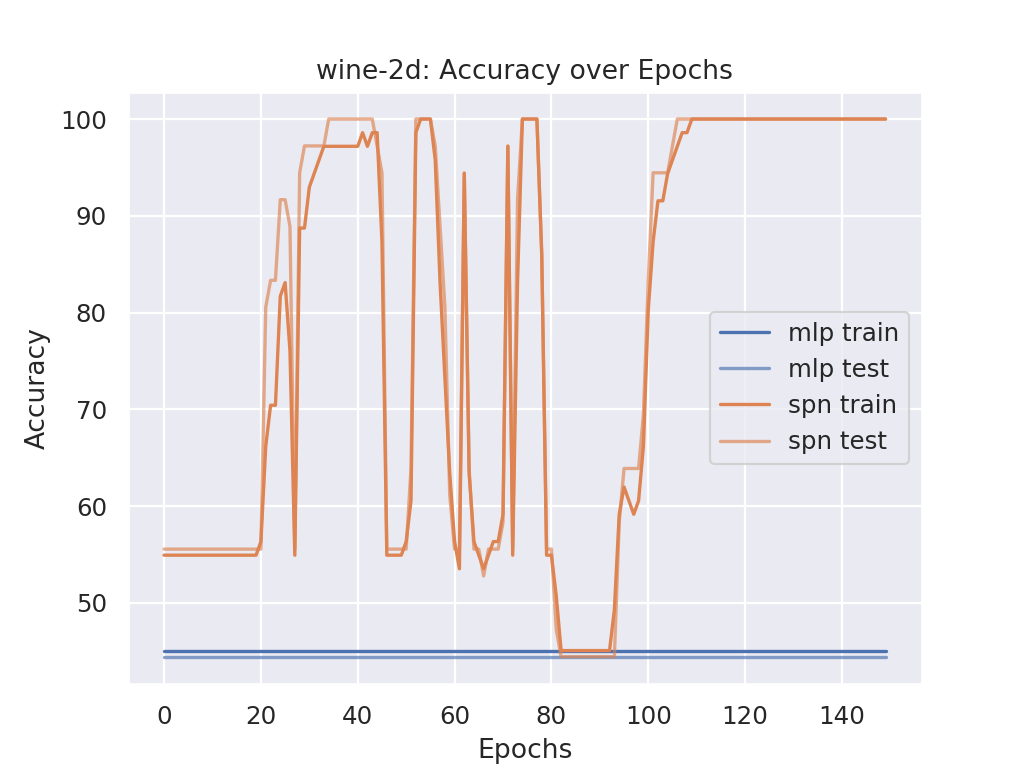 wine-2d: Accuracy over Epochs
Accuracy
100
90
80
70
60
50
mlp train
mlp test
spn train
spn test
0 20 40 60 80 100 120 140
Epochs